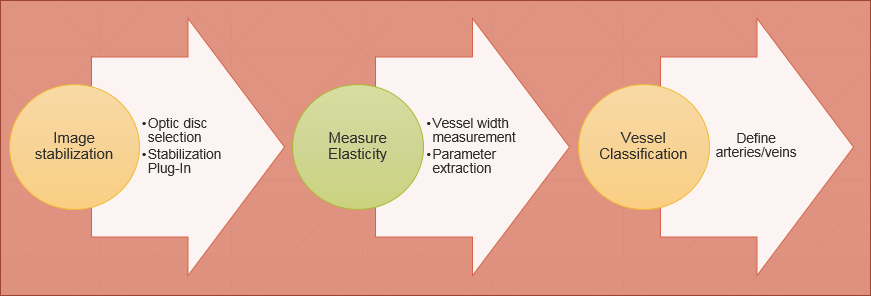 Image
stabilization
• Optic disc
selection
• Stabilization
Plug-In
Measure
Elasticity
• Vessel width
measurement
• Parameter
extraction
Vessel
Classification
Define
arteries/veins